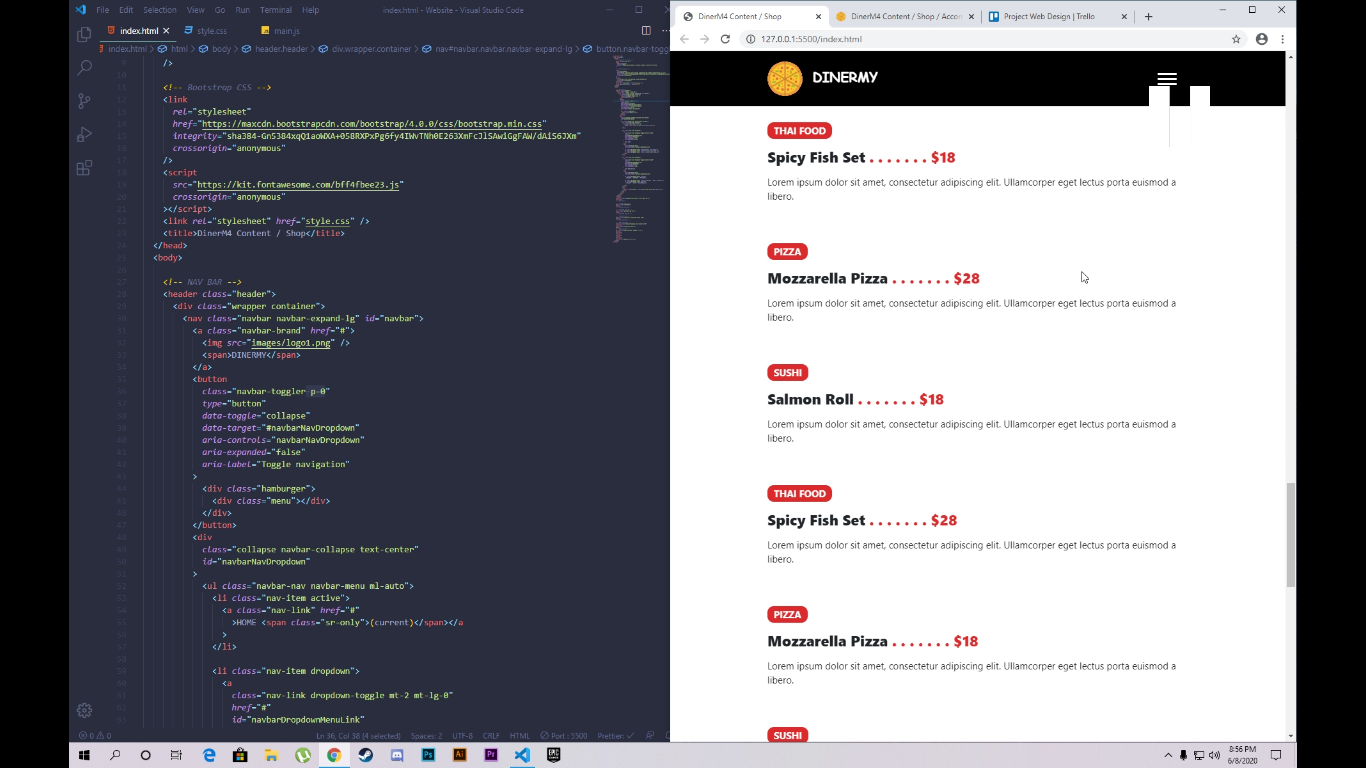 File Edit Selection View Go Run Terminal Help
index.html - Website - Visual Studio Code
index.html
style.css
main.js
index.html > html > body > header.header > div.wrapper.container > nav#navbar.navbar.navbar-expand-lg > button.navbar-togg
/>
<!-- Bootstrap CSS -->
<link
rel="stylesheet"
href="https://maxcdn.bootstrapcdn.com/bootstrap/4.0.0/css/bootstrap.min.css"
integrity="sha384-Gn5384xqQ1aoWXA+058RXPxPg6fy4IWvTNh0E263XmFcJlSAwiGgFAW/dAiS6JXm"
crossorigin="anonymous"
/>
<script
src="https://kit.fontawesome.com/bff4fbee23.js"
crossorigin="anonymous"
></script>
<link rel="stylesheet" href="style.css" />
<title>DinerM4 Content / Shop</title>
</head>
<body>
<!-- NAV BAR -->
<header class="header">
<div class="wrapper container">
<nav class="navbar navbar-expand-lg" id="navbar">
<a class="navbar-brand" href="#">
<img src="images/logo1.png" />
<span>DINERMY</span>
</a>
<button
class="navbar-toggler p-0"
type="button"
data-toggle="collapse"
data-target="#navbarNavDropdown"
aria-controls="navbarNavDropdown"
aria-expanded="false"
aria-label="Toggle navigation"
>
<div class="hamburger">
<div class="menu"></div>
</div>
</button>
<div
class="collapse navbar-collapse text-center"
id="navbarNavDropdown"
>
<ul class="navbar-nav navbar-menu ml-auto">
<li class="nav-item active">
<a class="nav-link" href="#"
>HOME <span class="sr-only">(current)</span></a
>
</li>
<li class="nav-item dropdown">
<a
class="nav-link dropdown-toggle mt-2 mt-lg-0"
href="#"
id="navbarDropdownMenuLink"
0 0 Ln 36, Col 38 (4 selected) Spaces: 2 UTF-8 CRLF HTML Port : 5500 Prettier: ✓
DinerM4 Content / Shop
DinerM4 Content / Shop / Accor
Project Web Design | Trello
127.0.0.1:5500/index.html
DINERMY
THAI FOOD
Spicy Fish Set . . . . . . . $18
Lorem ipsum dolor sit amet, consectetur adipiscing elit. Ullamcorper eget lectus porta euismod a
libero.
PIZZA
Mozzarella Pizza . . . . . . . $28
Lorem ipsum dolor sit amet, consectetur adipiscing elit. Ullamcorper eget lectus porta euismod a
libero.
SUSHI
Salmon Roll . . . . . . . $18
Lorem ipsum dolor sit amet, consectetur adipiscing elit. Ullamcorper eget lectus porta euismod a
libero.
THAI FOOD
Spicy Fish Set . . . . . . . $28
Lorem ipsum dolor sit amet, consectetur adipiscing elit. Ullamcorper eget lectus porta euismod a
libero.
PIZZA
Mozzarella Pizza . . . . . . . $18
Lorem ipsum dolor sit amet, consectetur adipiscing elit. Ullamcorper eget lectus porta euismod a
libero.
SUSHI
8:56 PM
6/8/2020